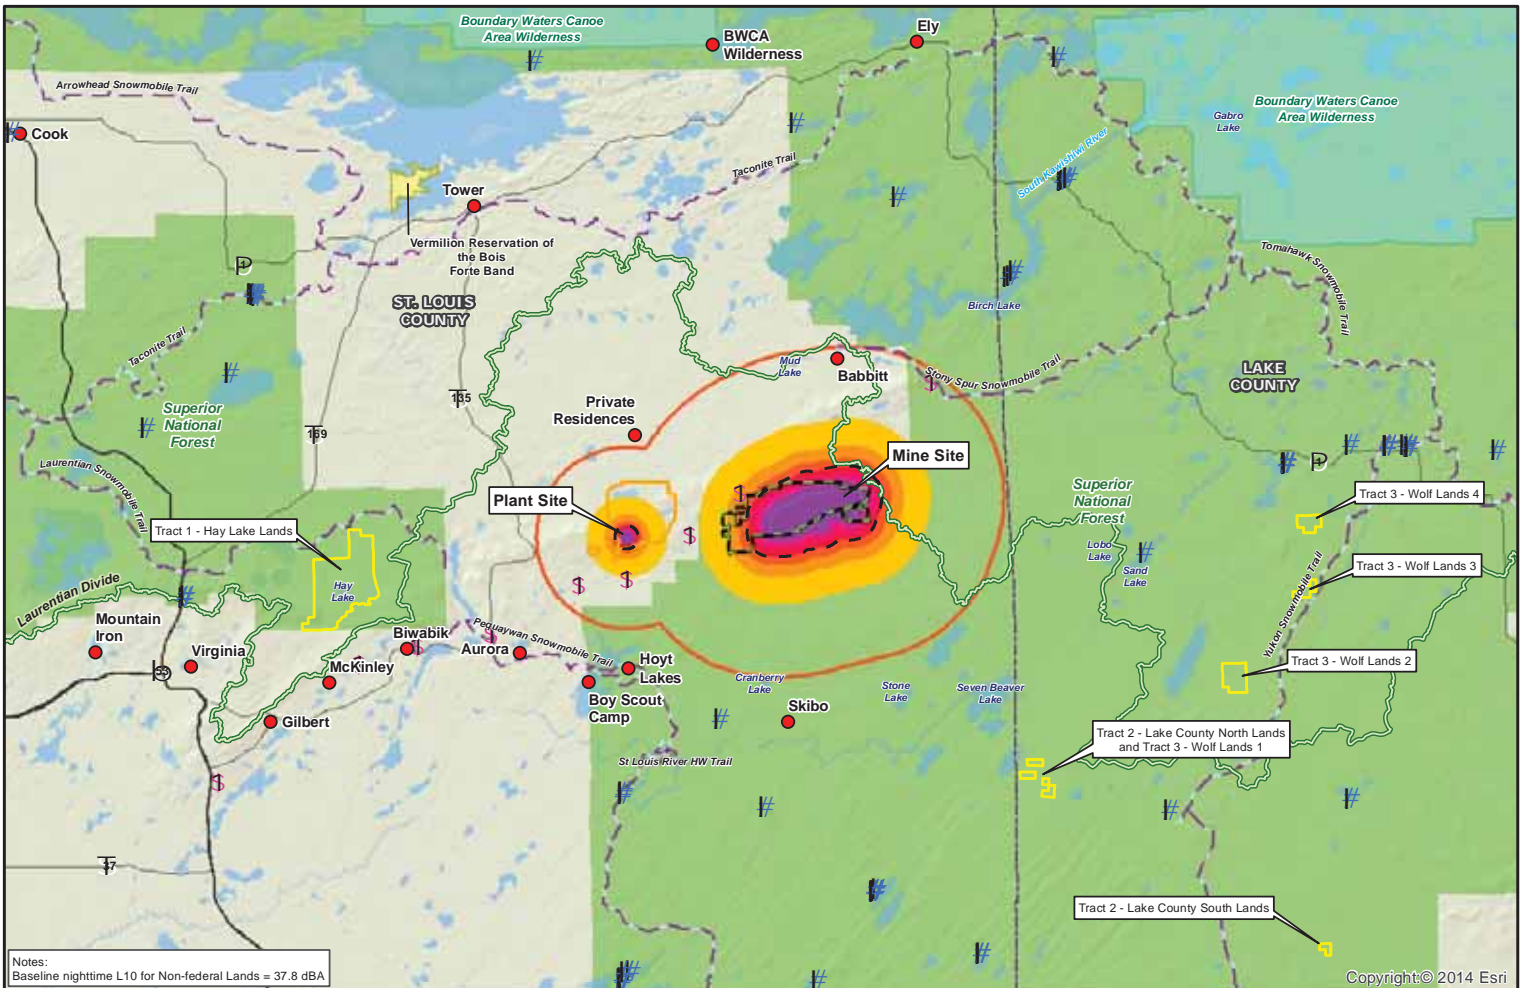 Boundary Waters Canoe
Area Wilderness
BWCA
Wilderness
Ely
Arrowhead Snowmobile Trail
Cook
Boundary Waters Canoe
Area Wilderness
Gabro
Lake
South Kawishiwi River
Taconite Trail
Tower
Vermilion Reservation of
the Bois
Forte Band
ST. LOUIS
COUNTY
Tomahawk Snowmobile Trail
Birch Lake
Taconite Trail
Mud
Lake
Babbitt
Stony Spur Snowmobile Trail
LAKE
COUNTY
135
Superior
National
Forest
169
Private
Residences
Mine Site
Plant Site
Laurentian Snowmobile Trail
Superior
National
Forest
Tract 3 - Wolf Lands 4
Tract 1 - Hay Lake Lands
Lobo
Lake
Sand
Lake
Tract 3 - Wolf Lands 3
Hay
Lake
Laurentian Divide
Yukon Snowmobile Trail
Mountain
Iron
Virginia
Biwabik
Pequaywan Snowmobile Trail
Aurora
McKinley
Hoyt
Lakes
Boy Scout
Camp
Cranberry
Lake
Stone
Lake
Seven Beaver
Lake
Tract 3 - Wolf Lands 2
53
Gilbert
Skibo
Tract 2 - Lake County North Lands
and Tract 3 - Wolf Lands 1
St Louis River HW Trail
37
Tract 2 - Lake County South Lands
Notes:
Baseline nighttime L10 for Non-federal Lands = 37.8 dBA
Copyright:© 2014 Esri